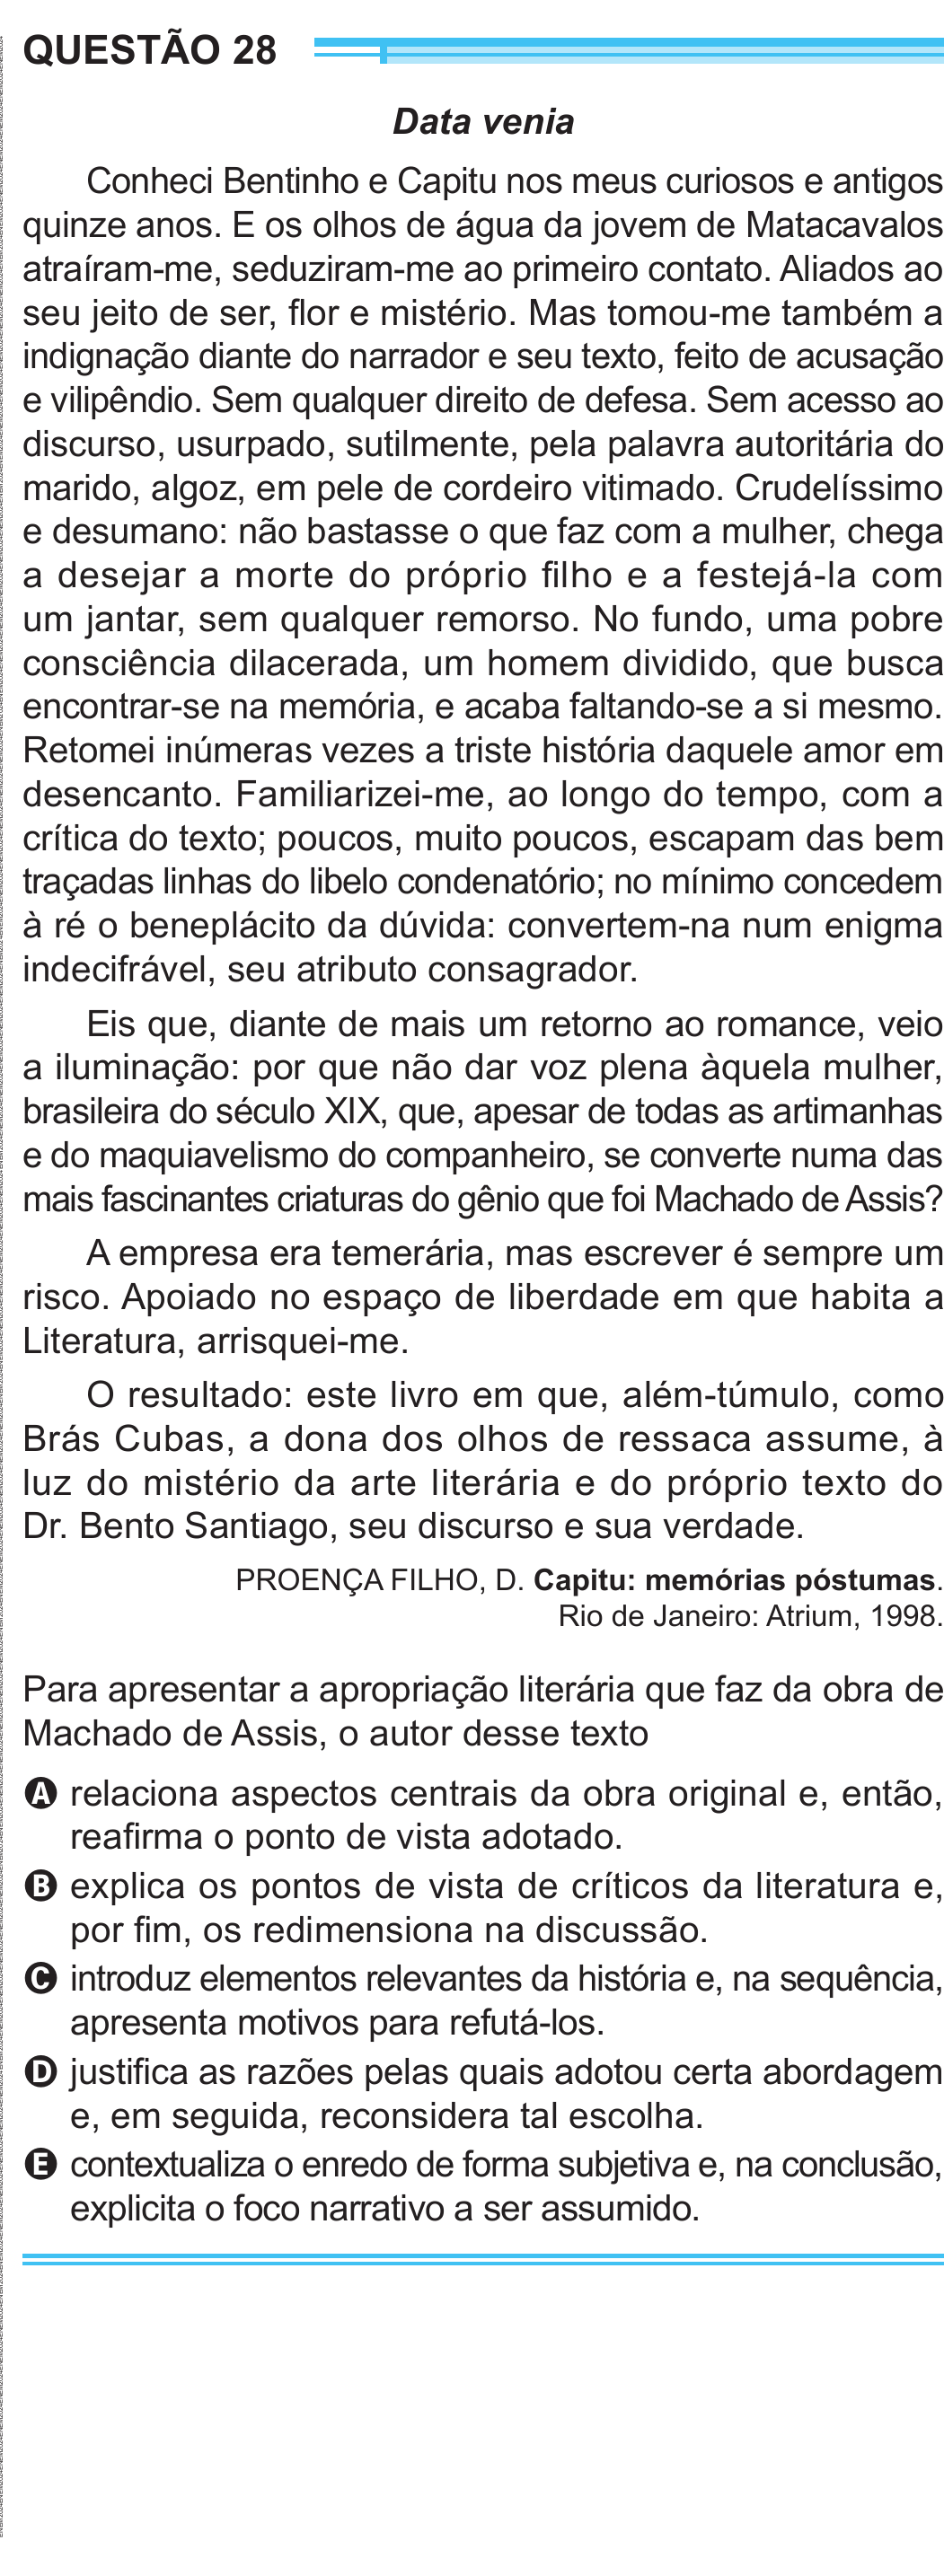 QUESTÃO 28
Data venia
Conheci Bentinho e Capitu nos meus curiosos e antigos
quinze anos. E os olhos de água da jovem de Matacavalos
atraíram-me, seduziram-me ao primeiro contato. Aliados ao
seu jeito de ser, flor e mistério. Mas tomou-me também a
indignação diante do narrador e seu texto, feito de acusação
e vilipêndio. Sem qualquer direito de defesa. Sem acesso ao
discurso, usurpado, sutilmente, pela palavra autoritária do
marido, algoz, em pele de cordeiro vitimado. Crudelíssimo
e desumano: não bastasse o que faz com a mulher, chega
a desejar a morte do próprio filho e a festejá-la com
um jantar, sem qualquer remorso. No fundo, uma pobre
consciência dilacerada, um homem dividido, que busca
encontrar-se na memória, e acaba faltando-se a si mesmo.
Retomei inúmeras vezes a triste história daquele amor em
desencanto. Familiarizei-me, ao longo do tempo, com a
crítica do texto; poucos, muito poucos, escapam das bem
traçadas linhas do libelo condenatório; no mínimo concedem
à ré o beneplácito da dúvida: convertem-na num enigma
indecifrável, seu atributo consagrador.
Eis que, diante de mais um retorno ao romance, veio
a iluminação: por que não dar voz plena àquela mulher,
brasileira do século XIX, que, apesar de todas as artimanhas
e do maquiavelismo do companheiro, se converte numa das
mais fascinantes criaturas do gênio que foi Machado de Assis?
A empresa era temerária, mas escrever é sempre um
risco. Apoiado no espaço de liberdade em que habita a
Literatura, arrisquei-me.
O resultado: este livro em que, além-túmulo, como
Brás Cubas, a dona dos olhos de ressaca assume, à
luz do mistério da arte literária e do próprio texto do
Dr. Bento Santiago, seu discurso e sua verdade.
PROENÇA FILHO, D. Capitu: memórias póstumas.
Rio de Janeiro: Atrium, 1998.
Para apresentar a apropriação literária que faz da obra de
Machado de Assis, o autor desse texto
A relaciona aspectos centrais da obra original e, então,
reafirma o ponto de vista adotado.
B explica os pontos de vista de críticos da literatura e,
por fim, os redimensiona na discussão.
C introduz elementos relevantes da história e, na sequência,
apresenta motivos para refutá-los.
D justifica as razões pelas quais adotou certa abordagem
e, em seguida, reconsidera tal escolha.
E contextualiza o enredo de forma subjetiva e, na conclusão,
explicita o foco narrativo a ser assumido.